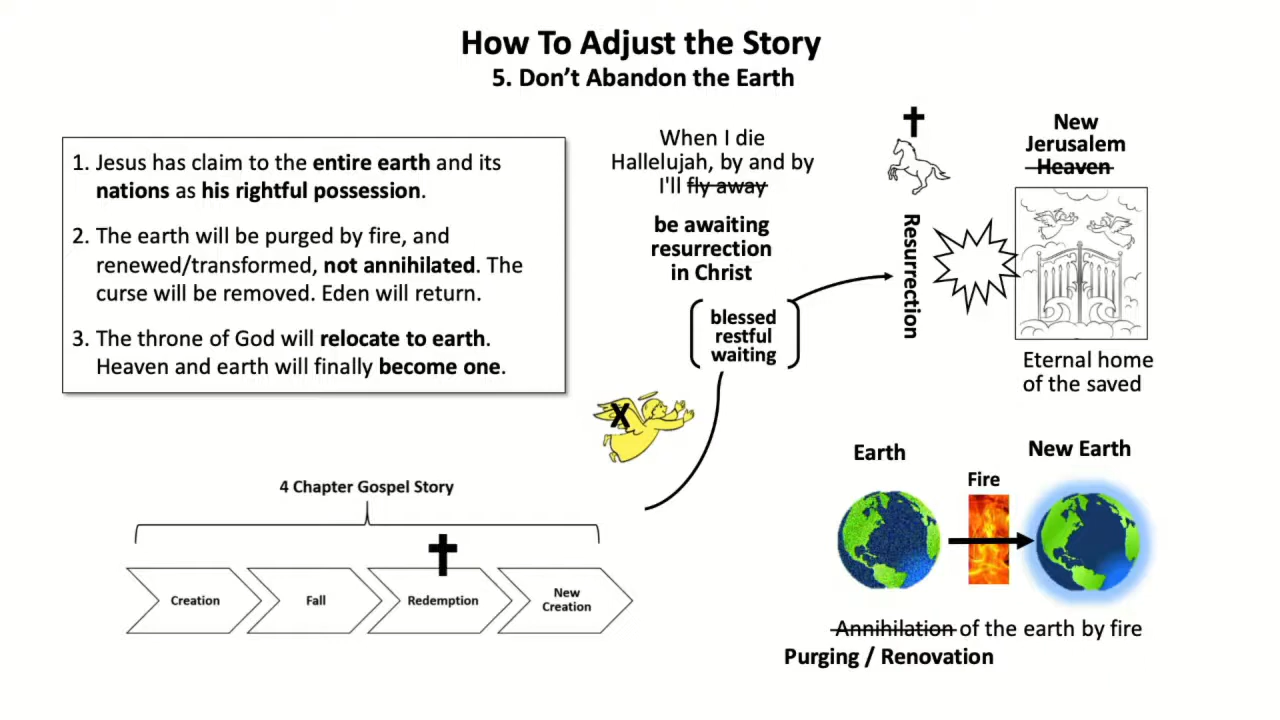 How To Adjust the Story
5. Don't Abandon the Earth
1. Jesus has claim to the entire earth and its
nations as his rightful possession.
2. The earth will be purged by fire, and
renewed/transformed, not annihilated. The
curse will be removed. Eden will return.
3. The throne of God will relocate to earth.
Heaven and earth will finally become one.
When I die
Hallelujah, by and by
I'll fly away
be awaiting
resurrection
in Christ
blessed
restful
waiting
X
Resurrection
New
Jerusalem
Heaven
Eternal home
of the saved
4 Chapter Gospel Story
Creation
Fall
Redemption
New
Creation
Earth
Fire
New Earth
Annihilation of the earth by fire
Purging / Renovation